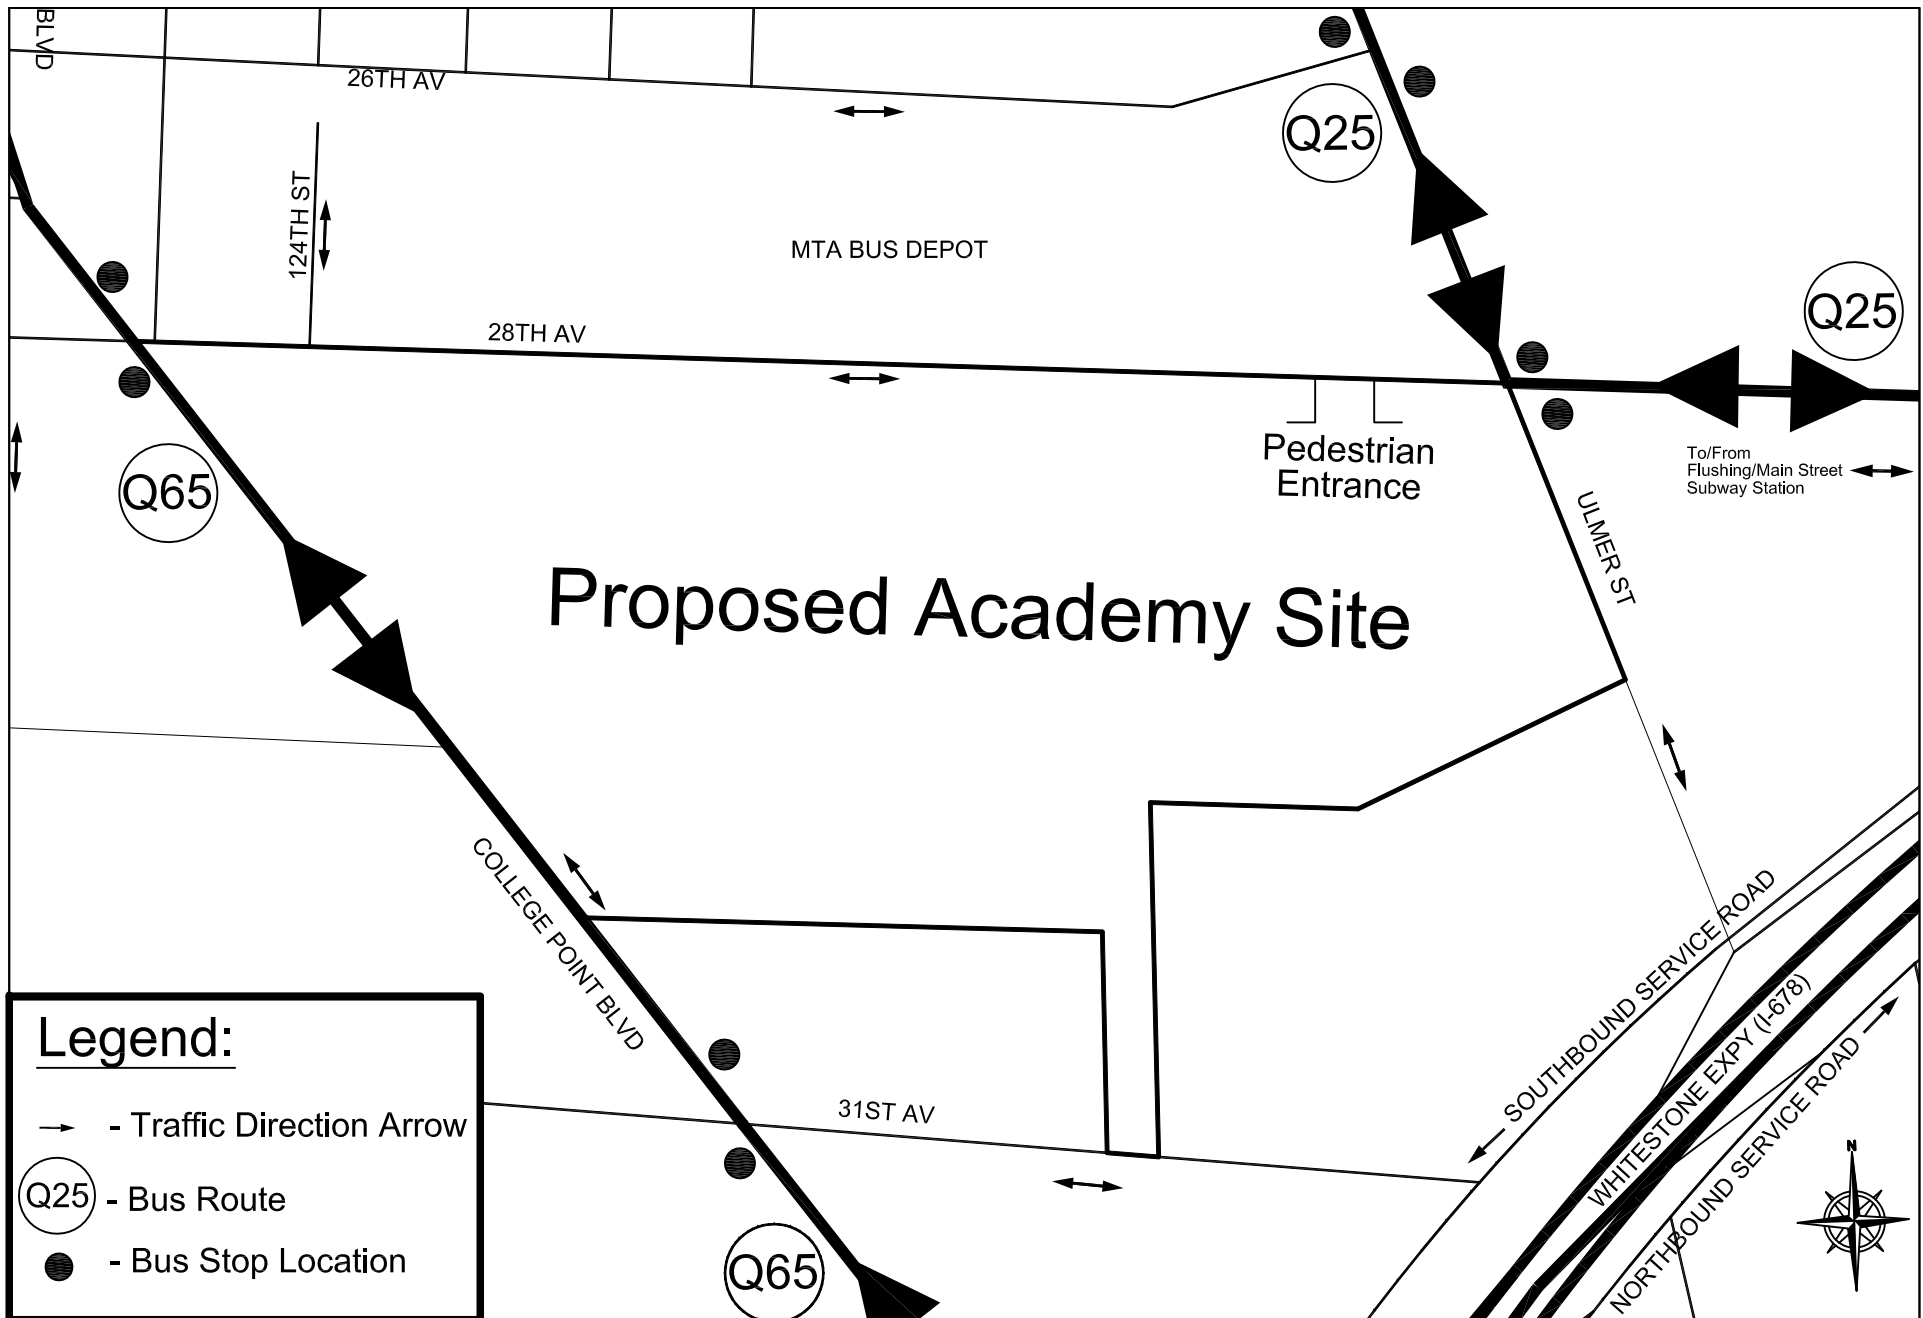 BLVD
26TH AV
Q25
124TH ST
MTA BUS DEPOT
Q25
28TH AV
Pedestrian
Entrance
To/From
Flushing/Main Street
Subway Station
Q65
ULMER ST
Proposed Academy Site
COLLEGE POINT BLVD
SOUTHBOUND SERVICE ROAD
WHITESTONE EXPY (I-678)
NORTHBOUND SERVICE ROAD
31ST AV
Q65
N
Legend:
- Traffic Direction Arrow
Q25 - Bus Route
- Bus Stop Location